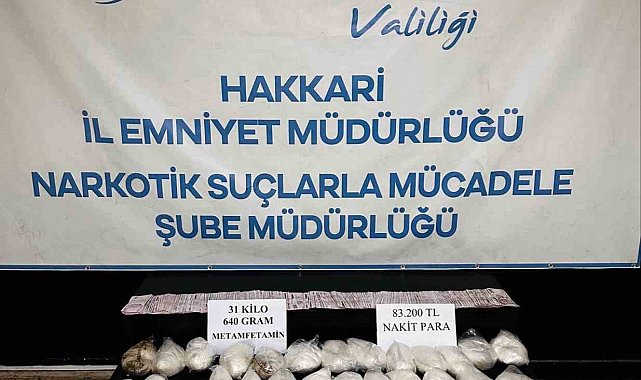 Valiliği
HAKKARİ
İL EMNİYET MÜDÜRLÜĞÜ
NARKOTİK SUÇLARLA MÜCADELE
ŞUBE MÜDÜRLÜĞÜ
31 KİLO
640 GRAM
METAMFETAMİN
83.200 TL
NAKİT PARA